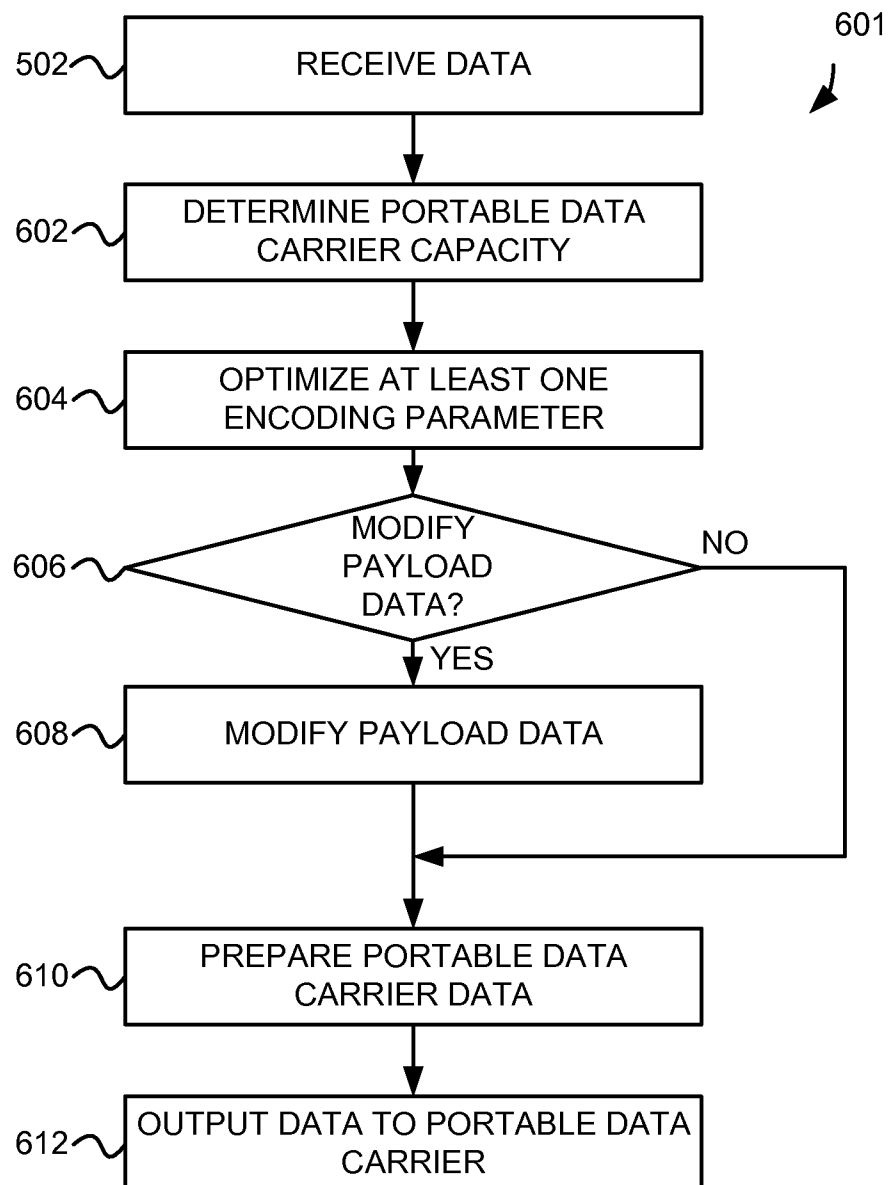 601
502
RECEIVE DATA
602
DETERMINE PORTABLE DATA
CARRIER CAPACITY
604
OPTIMIZE AT LEAST ONE
ENCODING PARAMETER
606
MODIFY
PAYLOAD
DATA?
NO
YES
608
MODIFY PAYLOAD DATA
610
PREPARE PORTABLE DATA
CARRIER DATA
612
OUTPUT DATA TO PORTABLE DATA
CARRIER